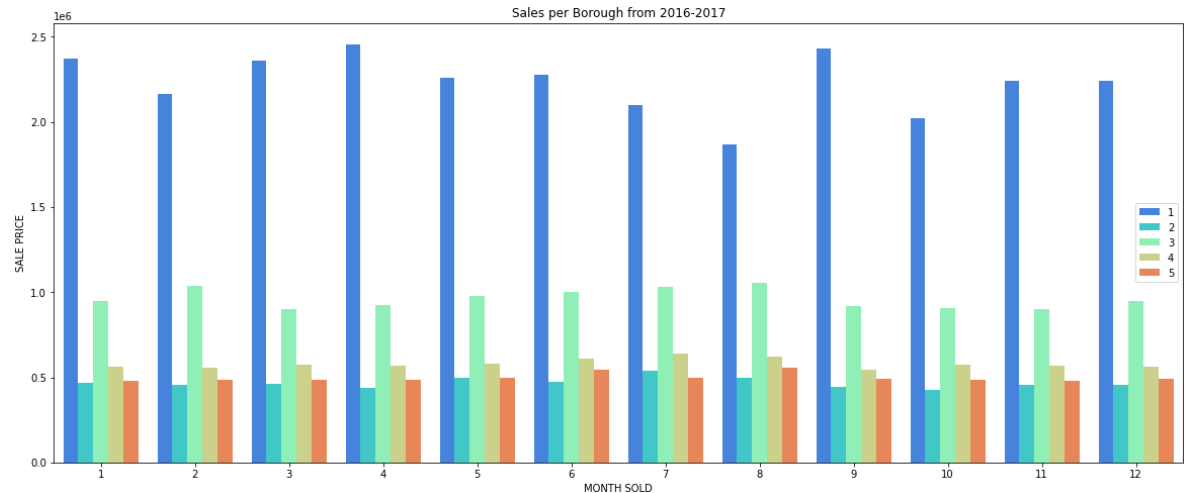 Sales per Borough from 2016-2017
1e6
2.5
2.0
1.5
1.0
0.5
0.0
SALE PRICE
1
2
3
4
5
1 2 3 4 5 6 7 8 9 10 11 12
MONTH SOLD